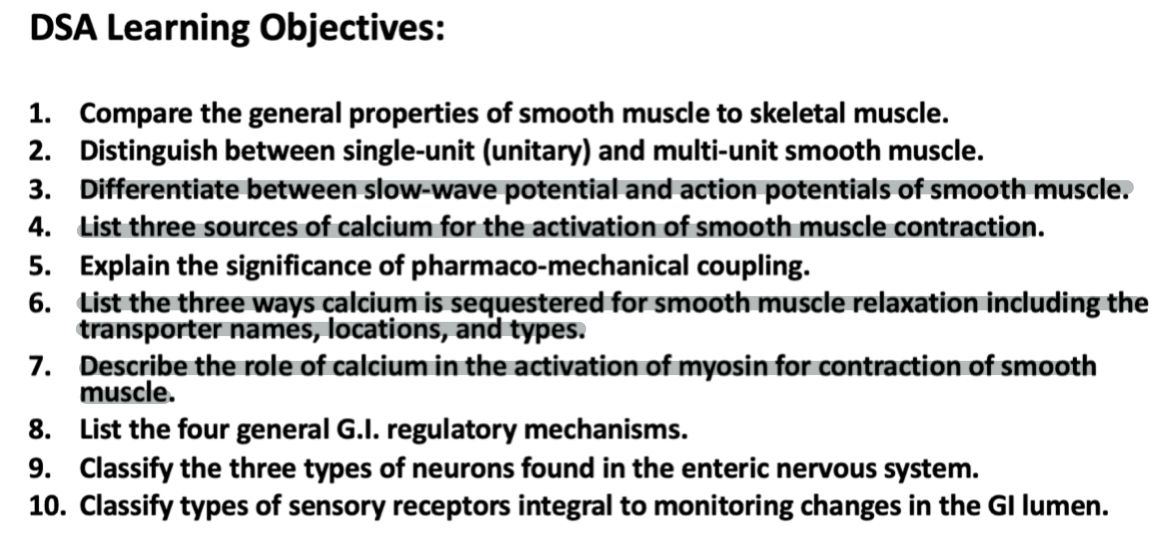 DSA Learning Objectives:
1. Compare the general properties of smooth muscle to skeletal muscle.
2. Distinguish between single-unit (unitary) and multi-unit smooth muscle.
3. Differentiate between slow-wave potential and action potentials of smooth muscle.
4. List three sources of calcium for the activation of smooth muscle contraction.
5. Explain the significance of pharmaco-mechanical coupling.
6. List the three ways calcium is sequestered for smooth muscle relaxation including the
transporter names, locations, and types.
7. Describe the role of calcium in the activation of myosin for contraction of smooth
muscle.
8. List the four general G.I. regulatory mechanisms.
9. Classify the three types of neurons found in the enteric nervous system.
10. Classify types of sensory receptors integral to monitoring changes in the GI lumen.